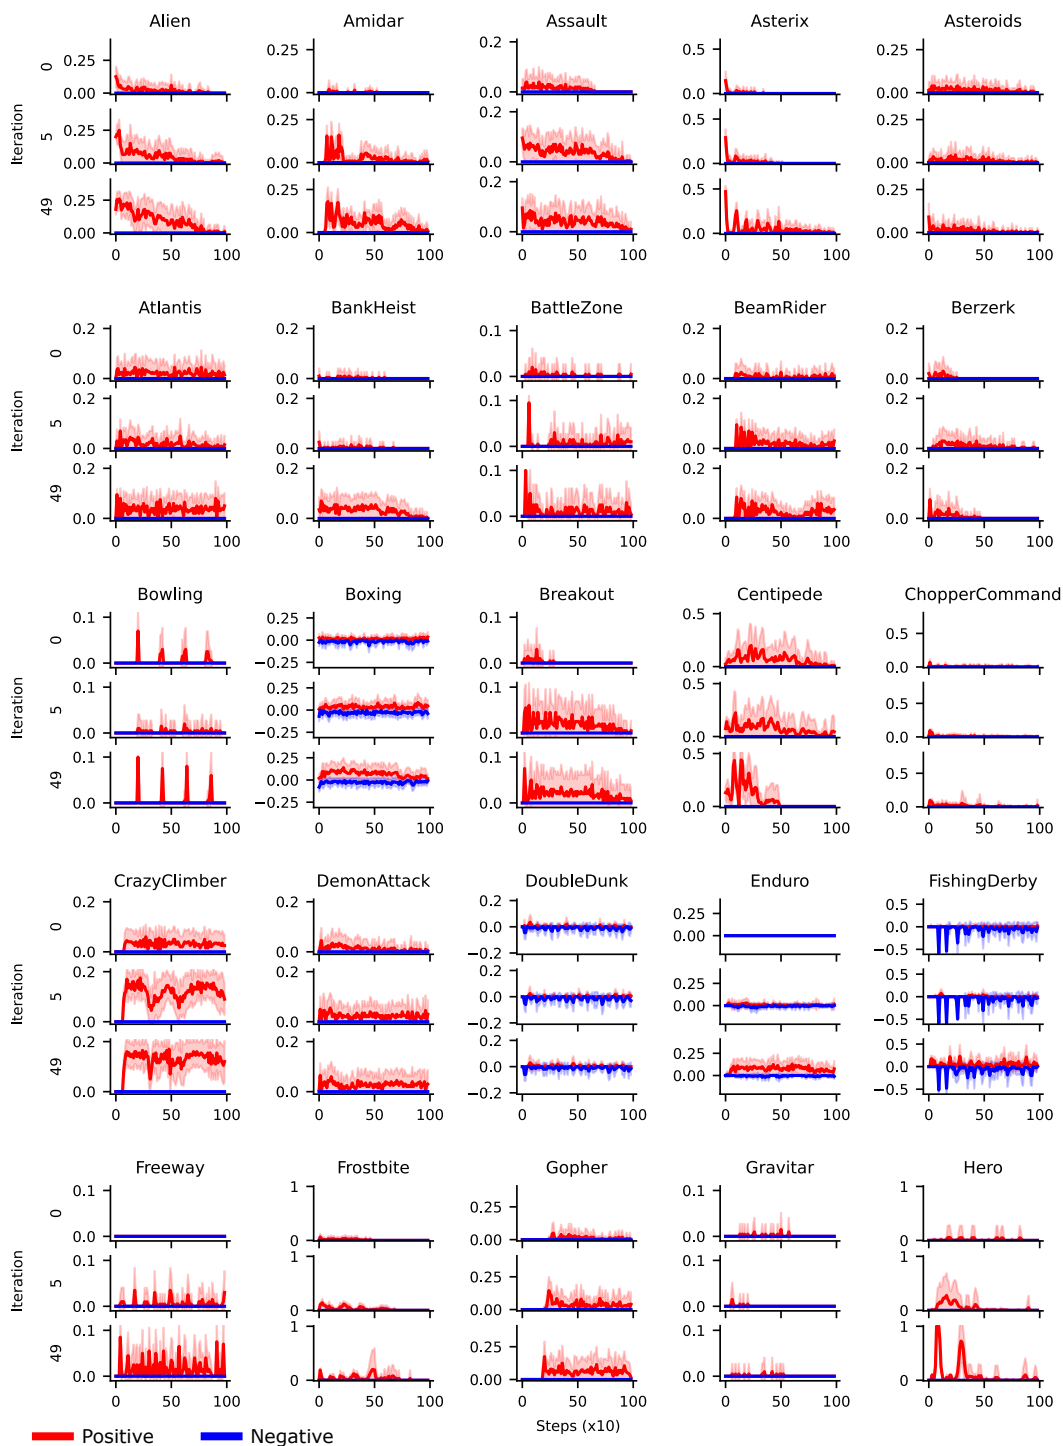 Alien Amidar Assault Asterix Asteroids
0 0.25 0.00 0.25 0.00 0.2 0.0 0.5 0.0 0.25 0.00
Iteration 5 0.25 0.00 0.25 0.00 0.2 0.0 0.5 0.0 0.25 0.00
49 0.25 0.00 0.25 0.00 0.2 0.0 0.5 0.0 0.25 0.00
0 50 100 0 50 100 0 50 100 0 50 100 0 50 100
Atlantis BankHeist BattleZone BeamRider Berzerk
0 0.2 0.0 0.2 0.0 0.1 0.0 0.2 0.0 0.2 0.0
Iteration 5 0.2 0.0 0.2 0.0 0.1 0.0 0.2 0.0 0.2 0.0
49 0.2 0.0 0.2 0.0 0.1 0.0 0.2 0.0 0.2 0.0
0 50 100 0 50 100 0 50 100 0 50 100 0 50 100
Bowling Boxing Breakout Centipede ChopperCommand
0 0.1 0.0 0.25 0.00 −0.25 0.1 0.0 0.5 0.0 0.5 0.0
Iteration 5 0.1 0.0 0.25 0.00 −0.25 0.1 0.0 0.5 0.0 0.5 0.0
49 0.1 0.0 0.25 0.00 −0.25 0.1 0.0 0.5 0.0 0.5 0.0
0 50 100 0 50 100 0 50 100 0 50 100 0 50 100
CrazyClimber DemonAttack DoubleDunk Enduro FishingDerby
0 0.2 0.0 0.2 0.0 0.2 0.0 −0.2 0.25 0.00 0.5 0.0 −0.5
Iteration 5 0.2 0.0 0.2 0.0 0.2 0.0 −0.2 0.25 0.00 0.5 0.0 −0.5
49 0.2 0.0 0.2 0.0 0.2 0.0 −0.2 0.25 0.00 0.5 0.0 −0.5
0 50 100 0 50 100 0 50 100 0 50 100 0 50 100
Freeway Frostbite Gopher Gravitar Hero
0 0.1 0.0 1 0 0.25 0.00 0.1 0.0 1 0
Iteration 5 0.1 0.0 1 0 0.25 0.00 0.1 0.0 1 0
49 0.1 0.0 1 0 0.25 0.00 0.1 0.0 1 0
0 50 100 0 50 100 0 50 100 0 50 100 0 50 100
Steps (x10)
Positive Negative